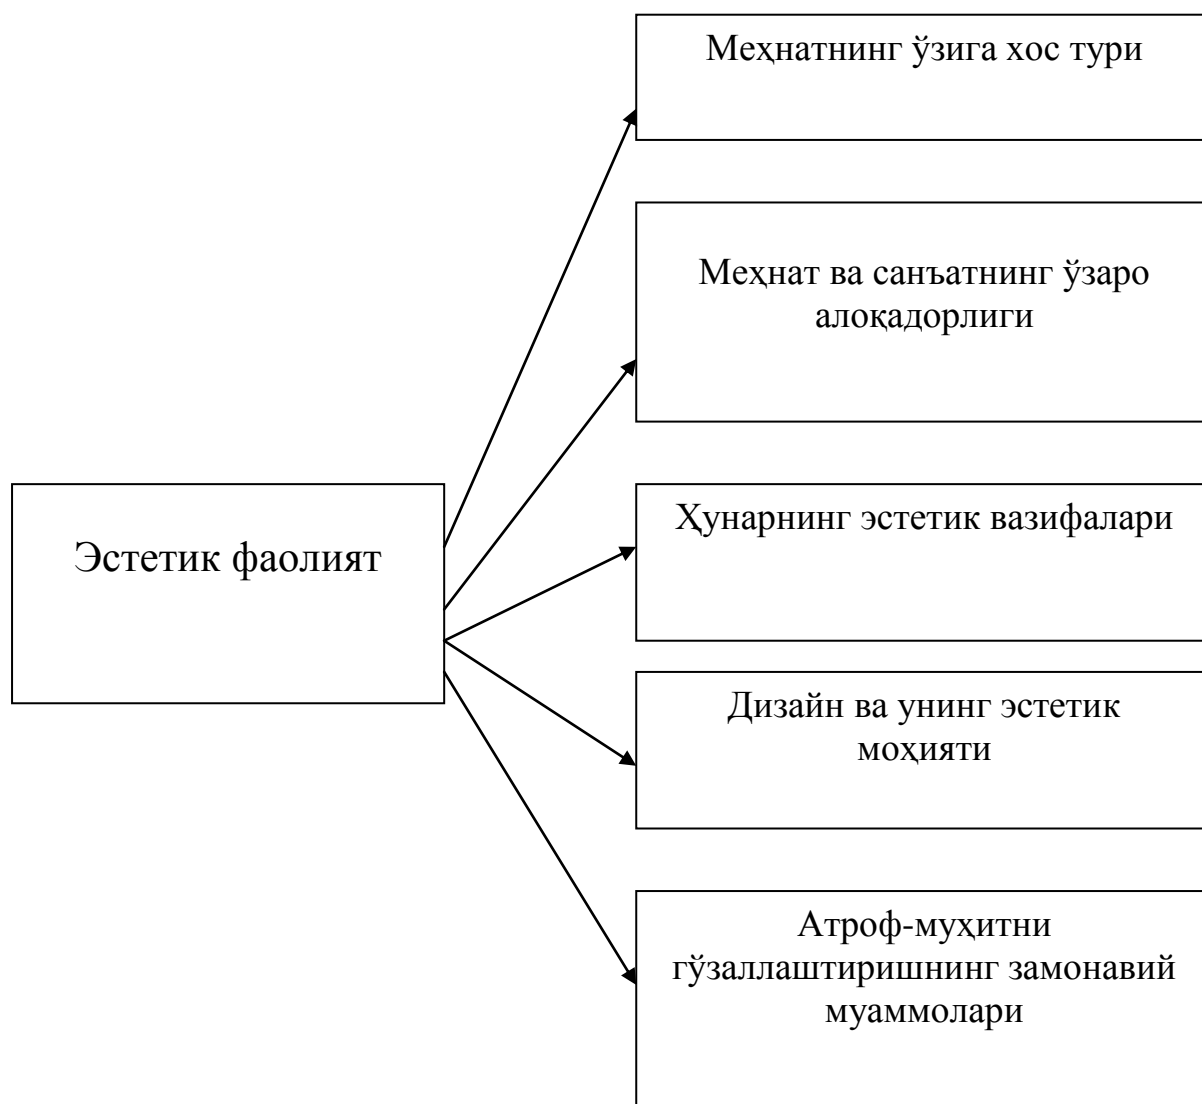 Меҳнатнинг ўзига хос тури
Меҳнат ва санъатнинг ўзаро
алоқадорлиги
Эстетик фаолият
Ҳунарнинг эстетик вазифалари
Дизайн ва унинг эстетик
моҳияти
Атроф-муҳитни
гўзаллаштиришнинг замонавий
муаммолари